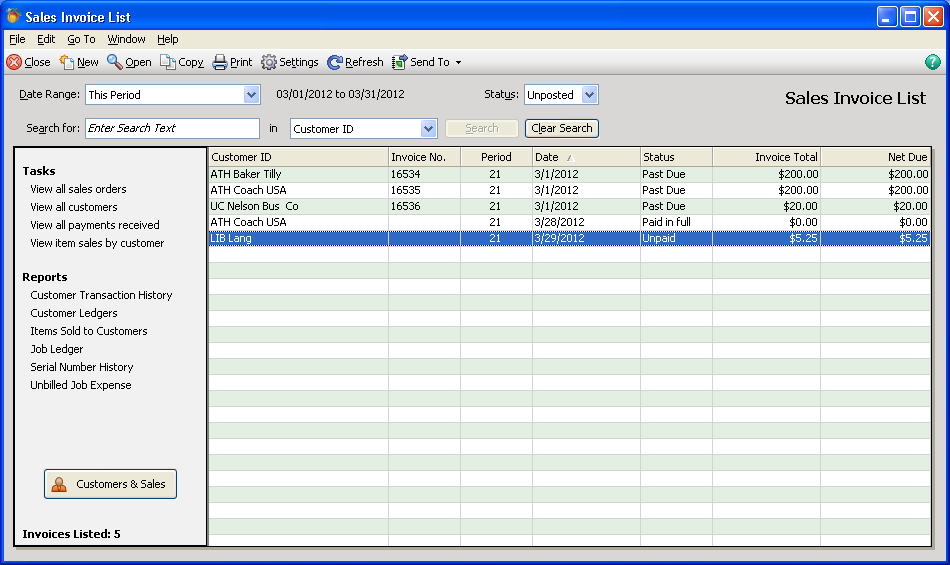 Sales Invoice List
File Edit Go To Window Help
Close New Open Copy Print Settings Refresh Send To ?
Date Range: This Period 03/01/2012 to 03/31/2012 Status: Unposted Sales Invoice List
Search for: Enter Search Text in Customer ID Search Clear Search
Tasks
View all sales orders
View all customers
View all payments received
View item sales by customer
Reports
Customer Transaction History
Customer Ledgers
Items Sold to Customers
Job Ledger
Serial Number History
Unbilled Job Expense
Customers & Sales
Invoices Listed: 5
Customer ID Invoice No. Period Date Status Invoice Total Net Due
ATH Baker Tilly 16534 21 3/1/2012 Past Due $200.00 $200.00
ATH Coach USA 16535 21 3/1/2012 Past Due $200.00 $200.00
UC Nelson Bus Co 16536 21 3/1/2012 Past Due $20.00 $20.00
ATH Coach USA 21 3/28/2012 Paid in full $0.00 $0.00
LIB Lang 21 3/29/2012 Unpaid $5.25 $5.25